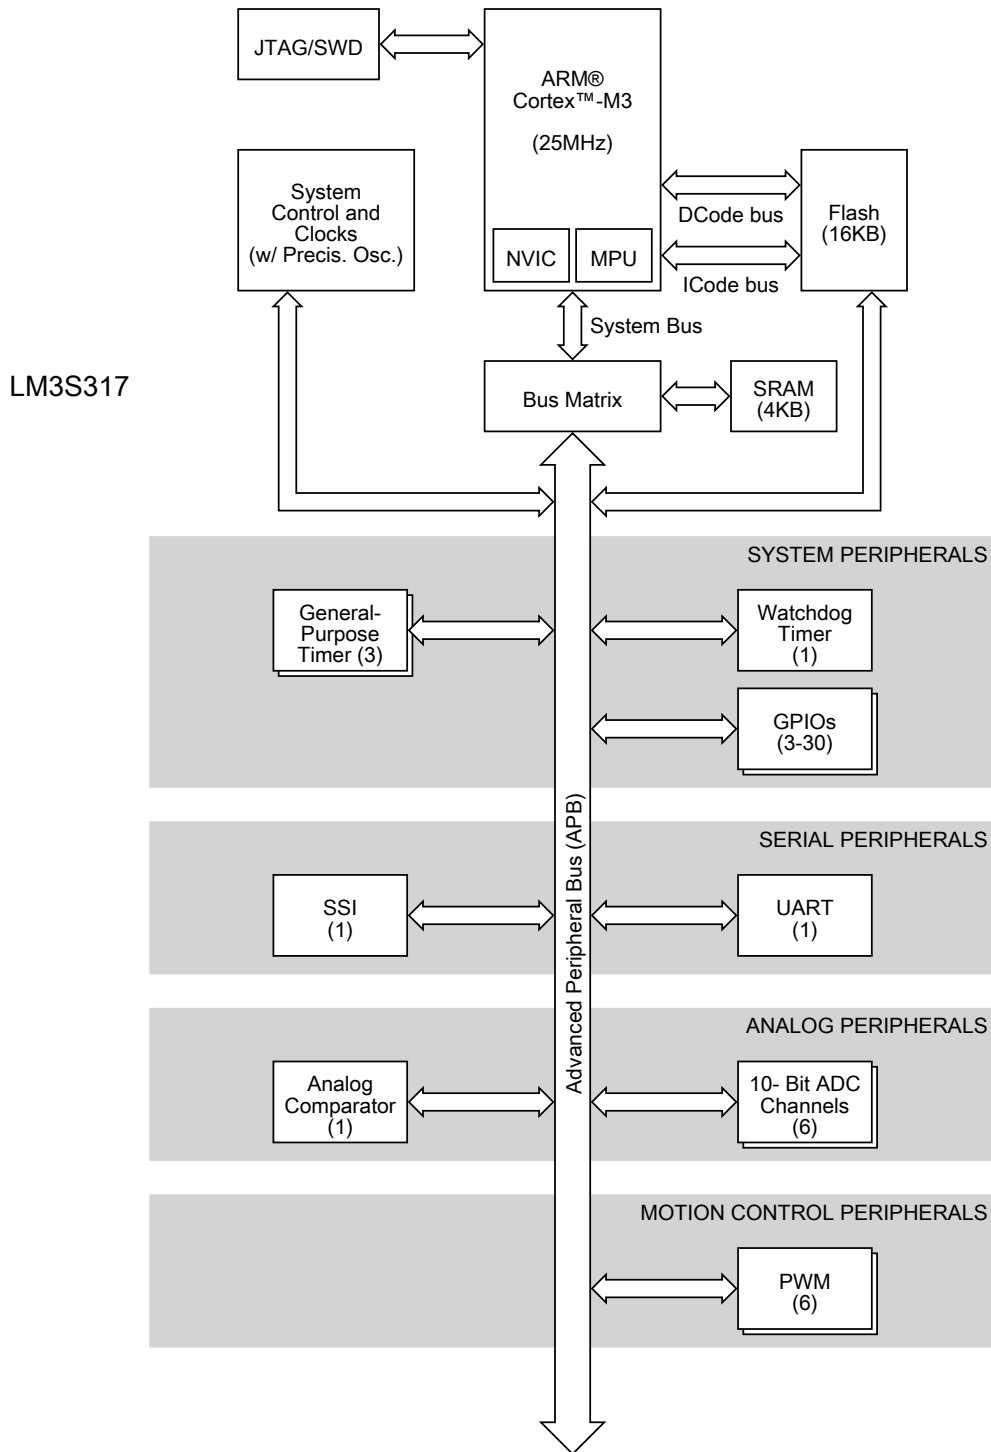 JTAG/SWD
ARM®
Cortex™-M3
(25MHz)
NVIC
MPU
System
Control and
Clocks
(w/ Precis. Osc.)
DCode bus
ICode bus
Flash
(16KB)
System Bus
LM3S317
Bus Matrix
SRAM
(4KB)
SYSTEM PERIPHERALS
General-
Purpose
Timer (3)
Watchdog
Timer
(1)
GPIOs
(3-30)
Advanced Peripheral Bus (APB)
SERIAL PERIPHERALS
SSI
(1)
UART
(1)
ANALOG PERIPHERALS
Analog
Comparator
(1)
10- Bit ADC
Channels
(6)
MOTION CONTROL PERIPHERALS
PWM
(6)